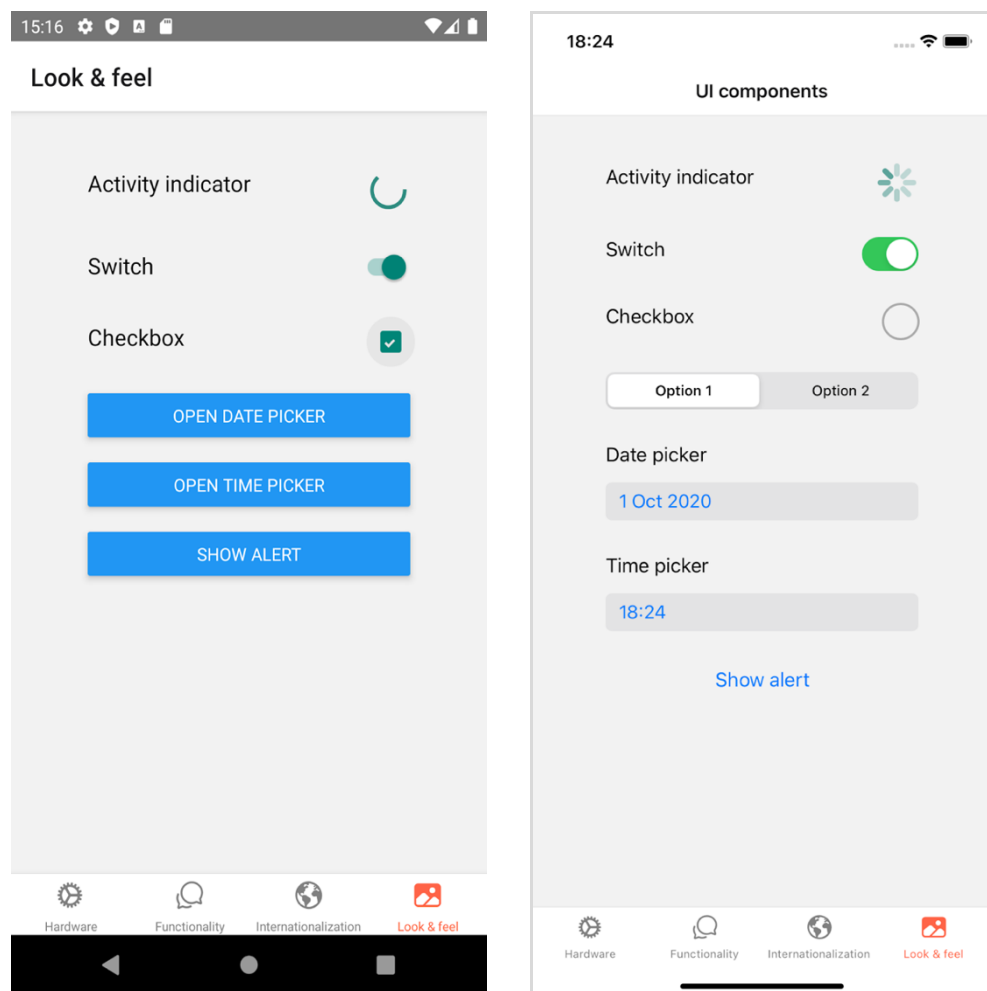 15:16
Look & feel
Activity indicator
Switch
Checkbox
OPEN DATE PICKER
OPEN TIME PICKER
SHOW ALERT
Hardware Functionality Internationalization Look & feel
18:24
UI components
Activity indicator
Switch
Checkbox
Option 1 Option 2
Date picker
1 Oct 2020
Time picker
18:24
Show alert
Hardware Functionality Internationalization Look & feel